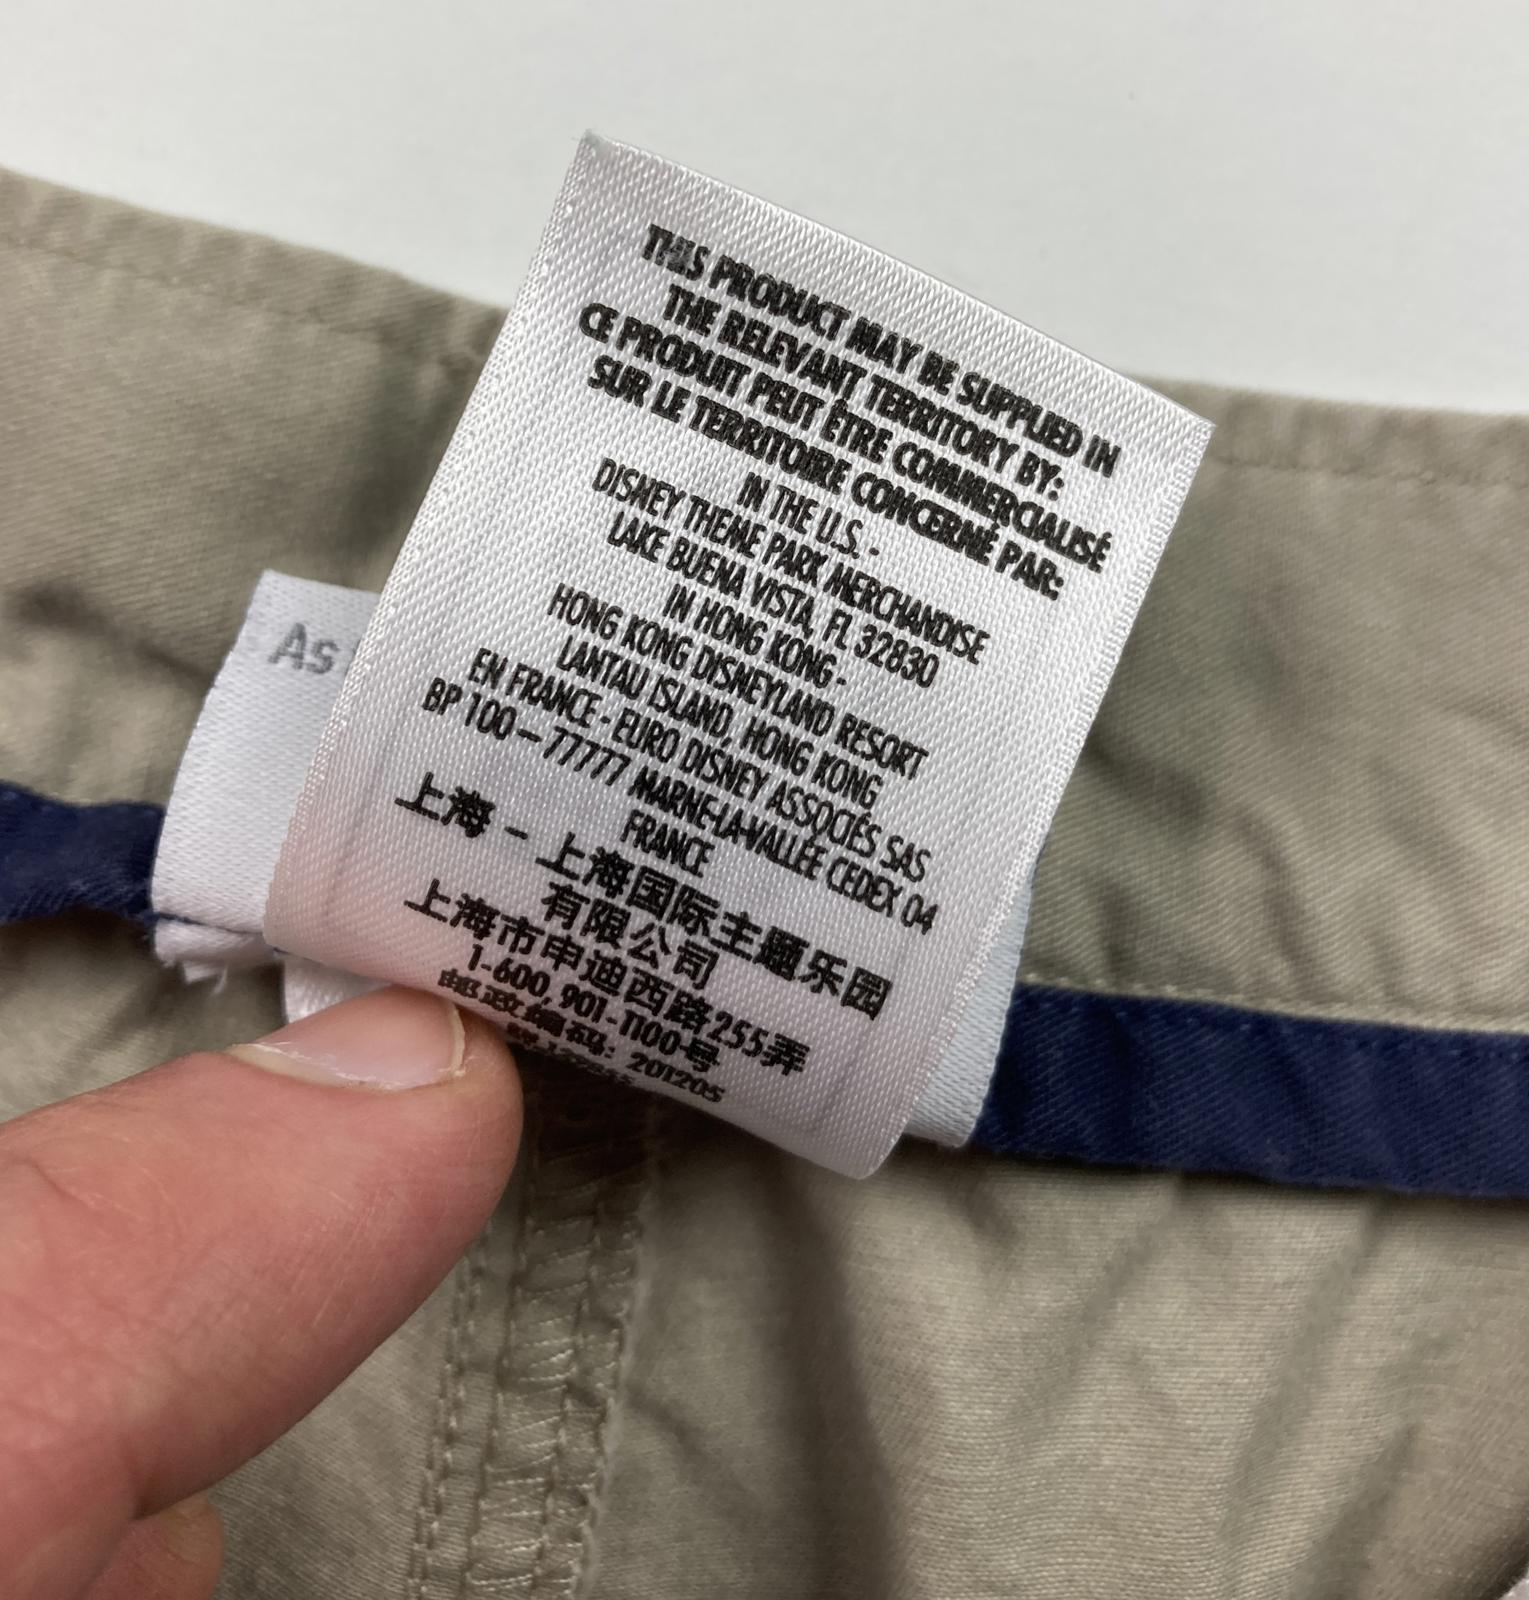 THIS PRODUCT MAY BE SUPPLIED IN
THE RELEVANT TERRITORY BY:
CE PRODUIT PEUT ÊTRE COMMERCIALISÉ
SUR LE TERRITOIRE CONCERNÉ PAR:
IN THE U.S. -
DISNEY THEME PARK MERCHANDISE
LAKE BUENA VISTA, FL 32830
IN HONG KONG -
HONG KONG DISNEYLAND RESORT
LANTAU ISLAND, HONG KONG
EN FRANCE - EURO DISNEY ASSOCIÉS SAS
BP 100 – 77777 MARNE-LA-VALLÉE CEDEX 04
FRANCE
上海 - 上海国际主题乐园
有限公司
上海市申迪西路255弄
1-600, 901-1100号
邮政编码: 201205
As